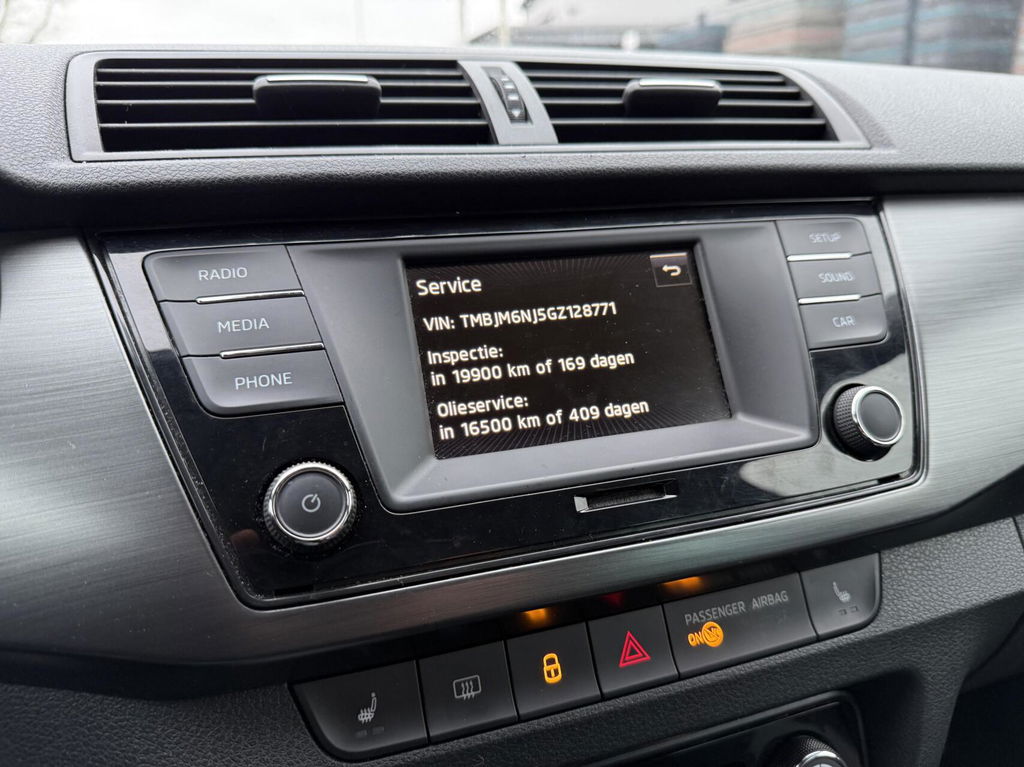 RADIO
MEDIA
PHONE
Service
VIN: TMBJM6NJ5GZ128771
Inspectie:
in 19900 km of 169 dagen
Olieservice:
in 16500 km of 409 dagen
SETUP
SOUND
CAR
PASSENGER AIRBAG
ON